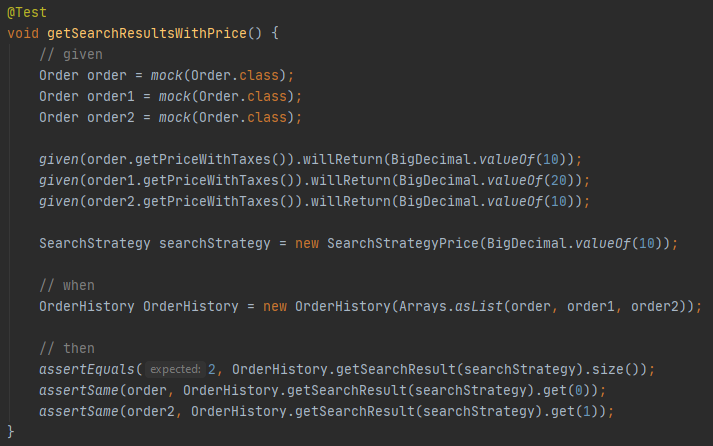 @Test
void getSearchResultsWithPrice() {
// given
Order order = mock(Order.class);
Order order1 = mock(Order.class);
Order order2 = mock(Order.class);
given(order.getPriceWithTaxes()).willReturn(BigDecimal.valueOf(10));
given(order1.getPriceWithTaxes()).willReturn(BigDecimal.valueOf(20));
given(order2.getPriceWithTaxes()).willReturn(BigDecimal.valueOf(10));
SearchStrategy searchStrategy = new SearchStrategyPrice(BigDecimal.valueOf(10));
// when
OrderHistory OrderHistory = new OrderHistory(Arrays.asList(order, order1, order2));
// then
assertEquals( expected: 2, OrderHistory.getSearchResult(searchStrategy).size());
assertSame(order, OrderHistory.getSearchResult(searchStrategy).get(0));
assertSame(order2, OrderHistory.getSearchResult(searchStrategy).get(1));
}